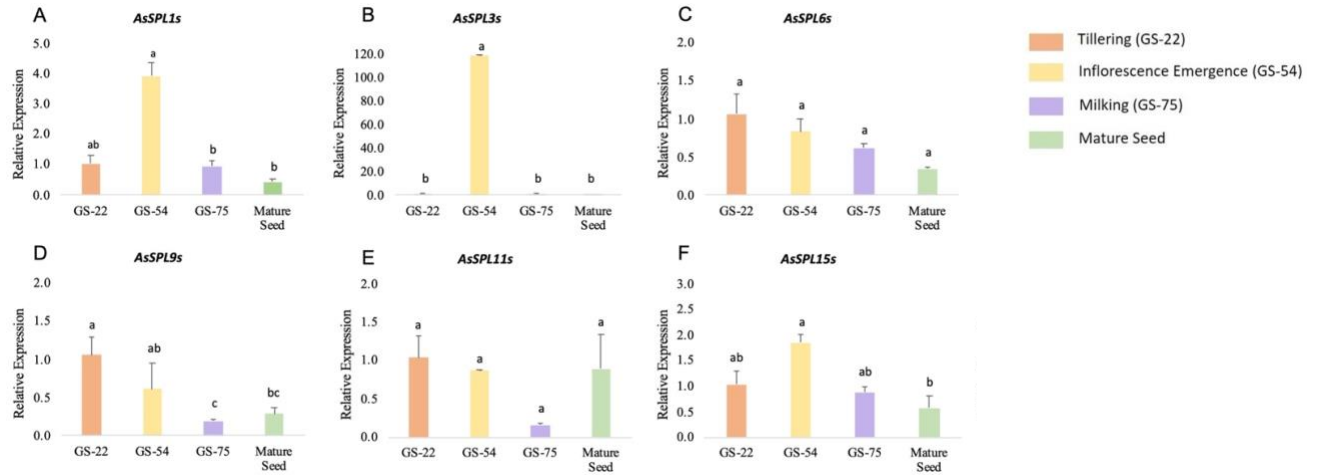 A
AsSPL1s
Relative Expression
5.0
4.0
3.0
2.0
1.0
0.0
ab
a
b
b
GS-22
GS-54
GS-75
Mature
Seed
B
AsSPL3s
Relative Expression
120.0
100.0
80.0
60.0
40.0
20.0
0.0
b
a
b
b
GS-22
GS-54
GS-75
Mature
Seed
C
AsSPL6s
Relative Expression
2.0
1.5
1.0
0.5
0.0
a
a
a
a
GS-22
GS-54
GS-75
Mature
Seed
Tillering (GS-22)
Inflorescence Emergence (GS-54)
Milking (GS-75)
Mature Seed
D
AsSPL9s
Relative Expression
2.0
1.5
1.0
0.5
0.0
a
ab
c
bc
GS-22
GS-54
GS-75
Mature
Seed
E
AsSPL11s
Relative Expression
2.0
1.5
1.0
0.5
0.0
a
a
a
a
GS-22
GS-54
GS-75
Mature
Seed
F
AsSPL15s
Relative Expression
3.0
2.5
2.0
1.5
1.0
0.5
0.0
ab
a
ab
b
GS-22
GS-54
GS-75
Mature
Seed